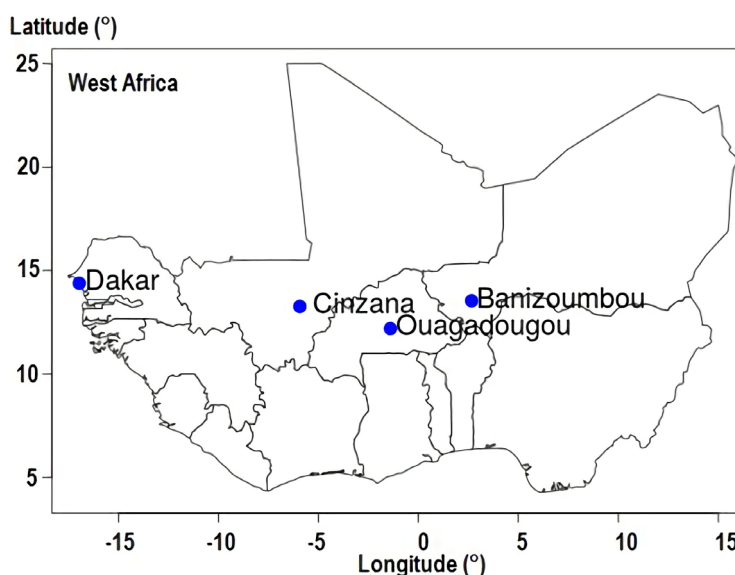 Latitude (°)
25
West Africa
20
15
Dakar
Banizoumbou
Cinzana
Ouagadougou
10
5
-15 -10 -5 0 5 10 15
Longitude (°)